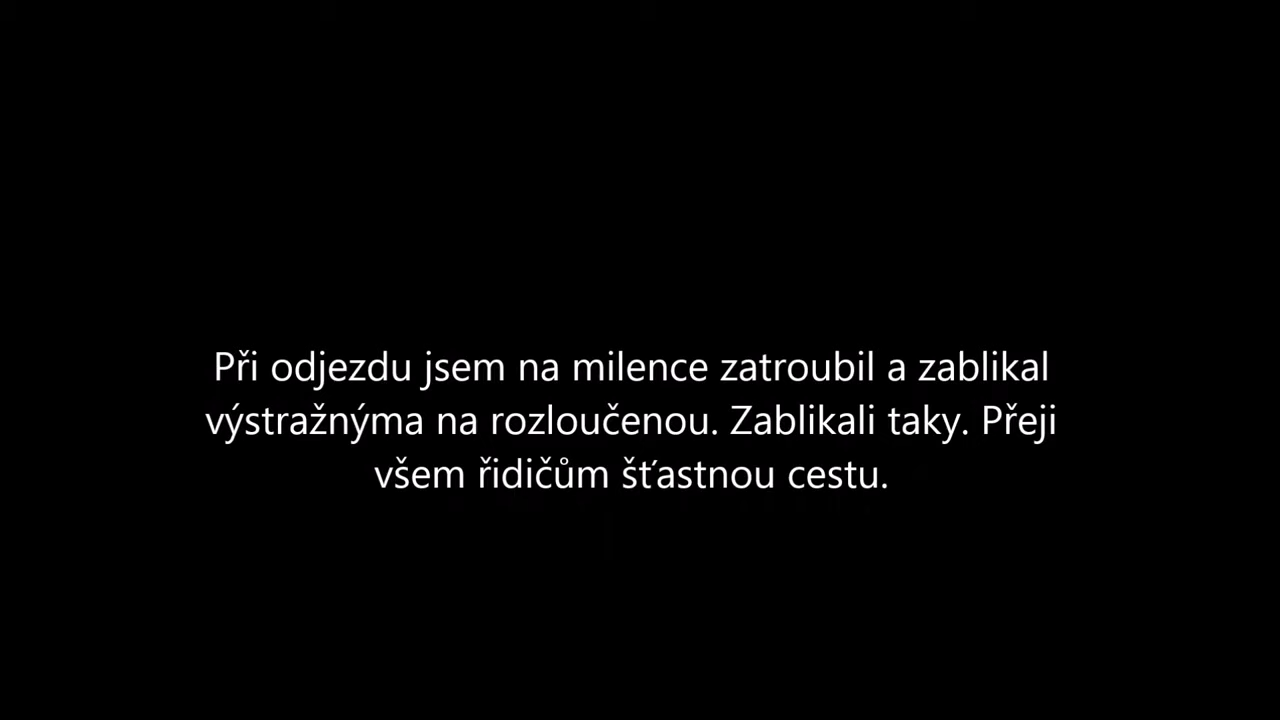 Při odjezdu jsem na milence zatroubil a zablikal
výstražnýma na rozloučenou. Zablikali taky. Přeji
všem řidičům šťastnou cestu.